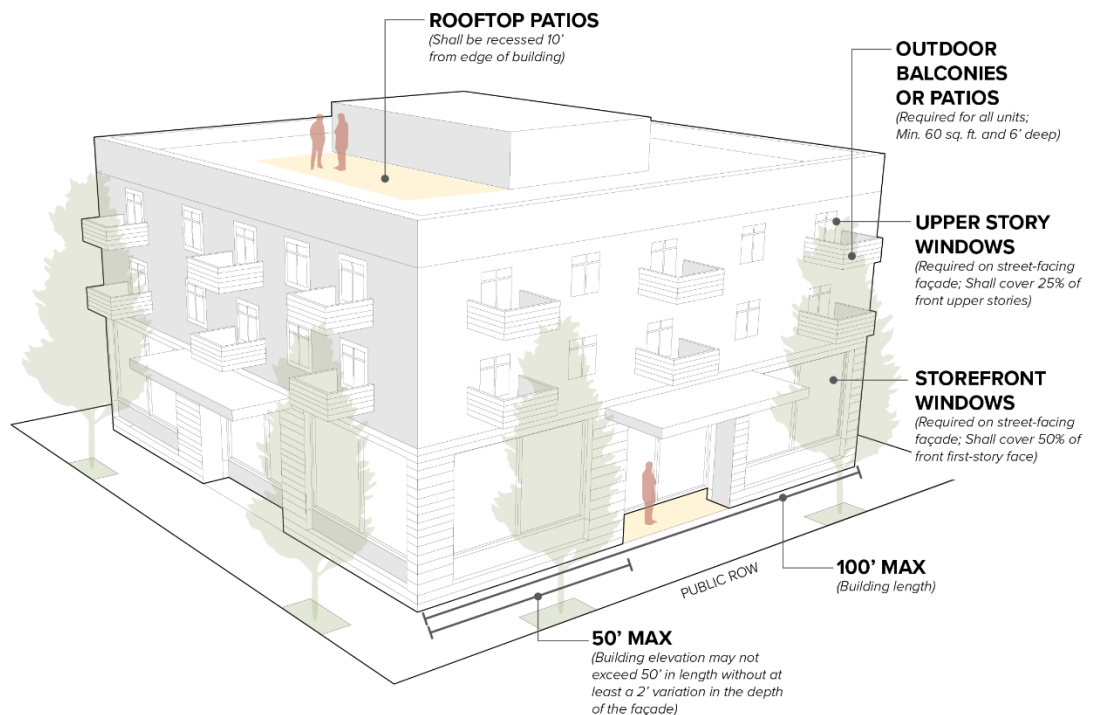 ROOFTOP PATIOS
(Shall be recessed 10'
from edge of building)
OUTDOOR
BALCONIES
OR PATIOS
(Required for all units;
Min. 60 sq. ft. and 6' deep)
UPPER STORY
WINDOWS
(Required on street-facing
façade; Shall cover 25% of
front upper stories)
STOREFRONT
WINDOWS
(Required on street-facing
façade; Shall cover 50% of
front first-story face)
100' MAX
(Building length)
PUBLIC ROW
50' MAX
(Building elevation may not
exceed 50' in length without at
least a 2' variation in the depth
of the façade)